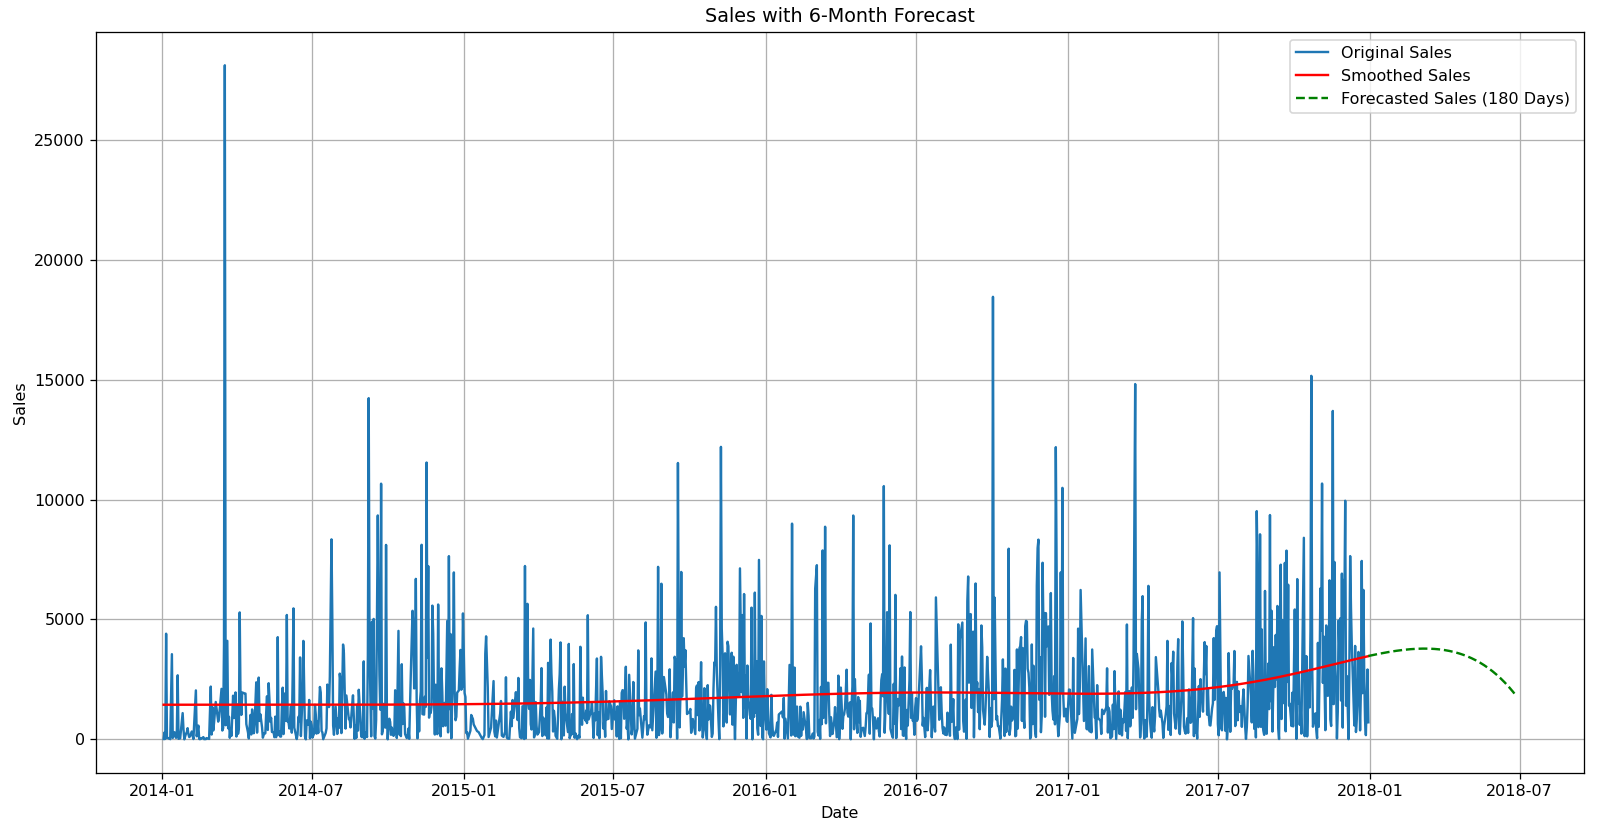 Sales with 6-Month Forecast
Original Sales
Smoothed Sales
Forecasted Sales (180 Days)
25000
20000
15000
10000
5000
0
Sales
2014-01 2014-07 2015-01 2015-07 2016-01 2016-07 2017-01 2017-07 2018-01 2018-07
Date